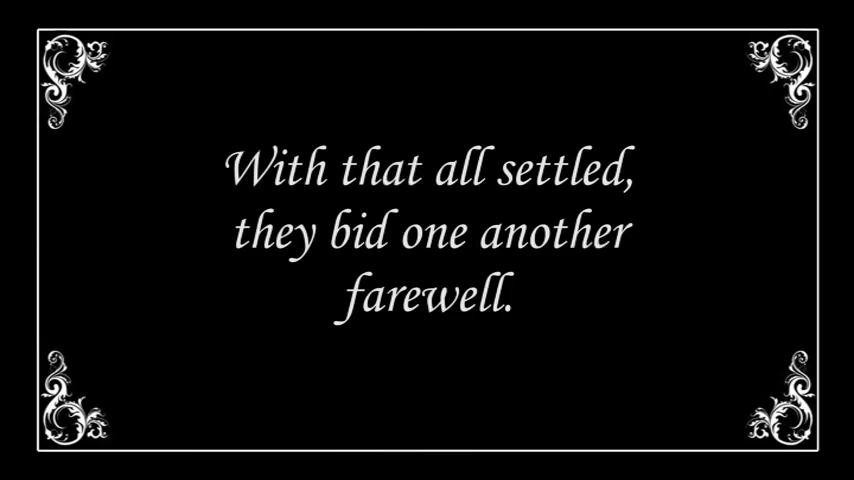 With that all settled,
they bid one another
farewell.